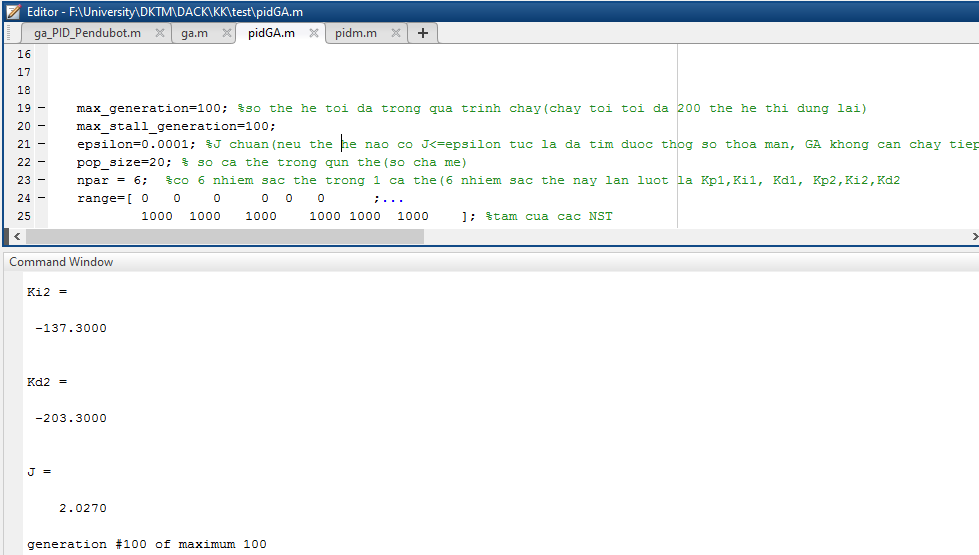 Editor - F:\University\DKTM\DACK\KK\test\pidGA.m
ga_PID_Pendubot.m ga.m pidGA.m pidm.m
16
17
18
19 max_generation=100; %so the he toi da trong qua trinh chay(chay toi toi da 200 the he thi dung lai)
20 max_stall_generation=100;
21 epsilon=0.0001; %J chuan(neu the he nao co J<=epsilon tuc la da tim duoc thog so thoa man, GA khong can chay tiep
22 pop_size=20; % so ca the trong qun the(so cha me)
23 npar = 6; %co 6 nhiem sac the trong 1 ca the(6 nhiem sac the nay lan luot la Kp1,Ki1, Kd1, Kp2,Ki2,Kd2
24 range=[ 0 0 0 0 0 0 ;...
25 1000 1000 1000 1000 1000 1000 ]; %tam cua cac NST
Command Window
Ki2 =
-137.3000
Kd2 =
-203.3000
J =
2.0270
generation #100 of maximum 100